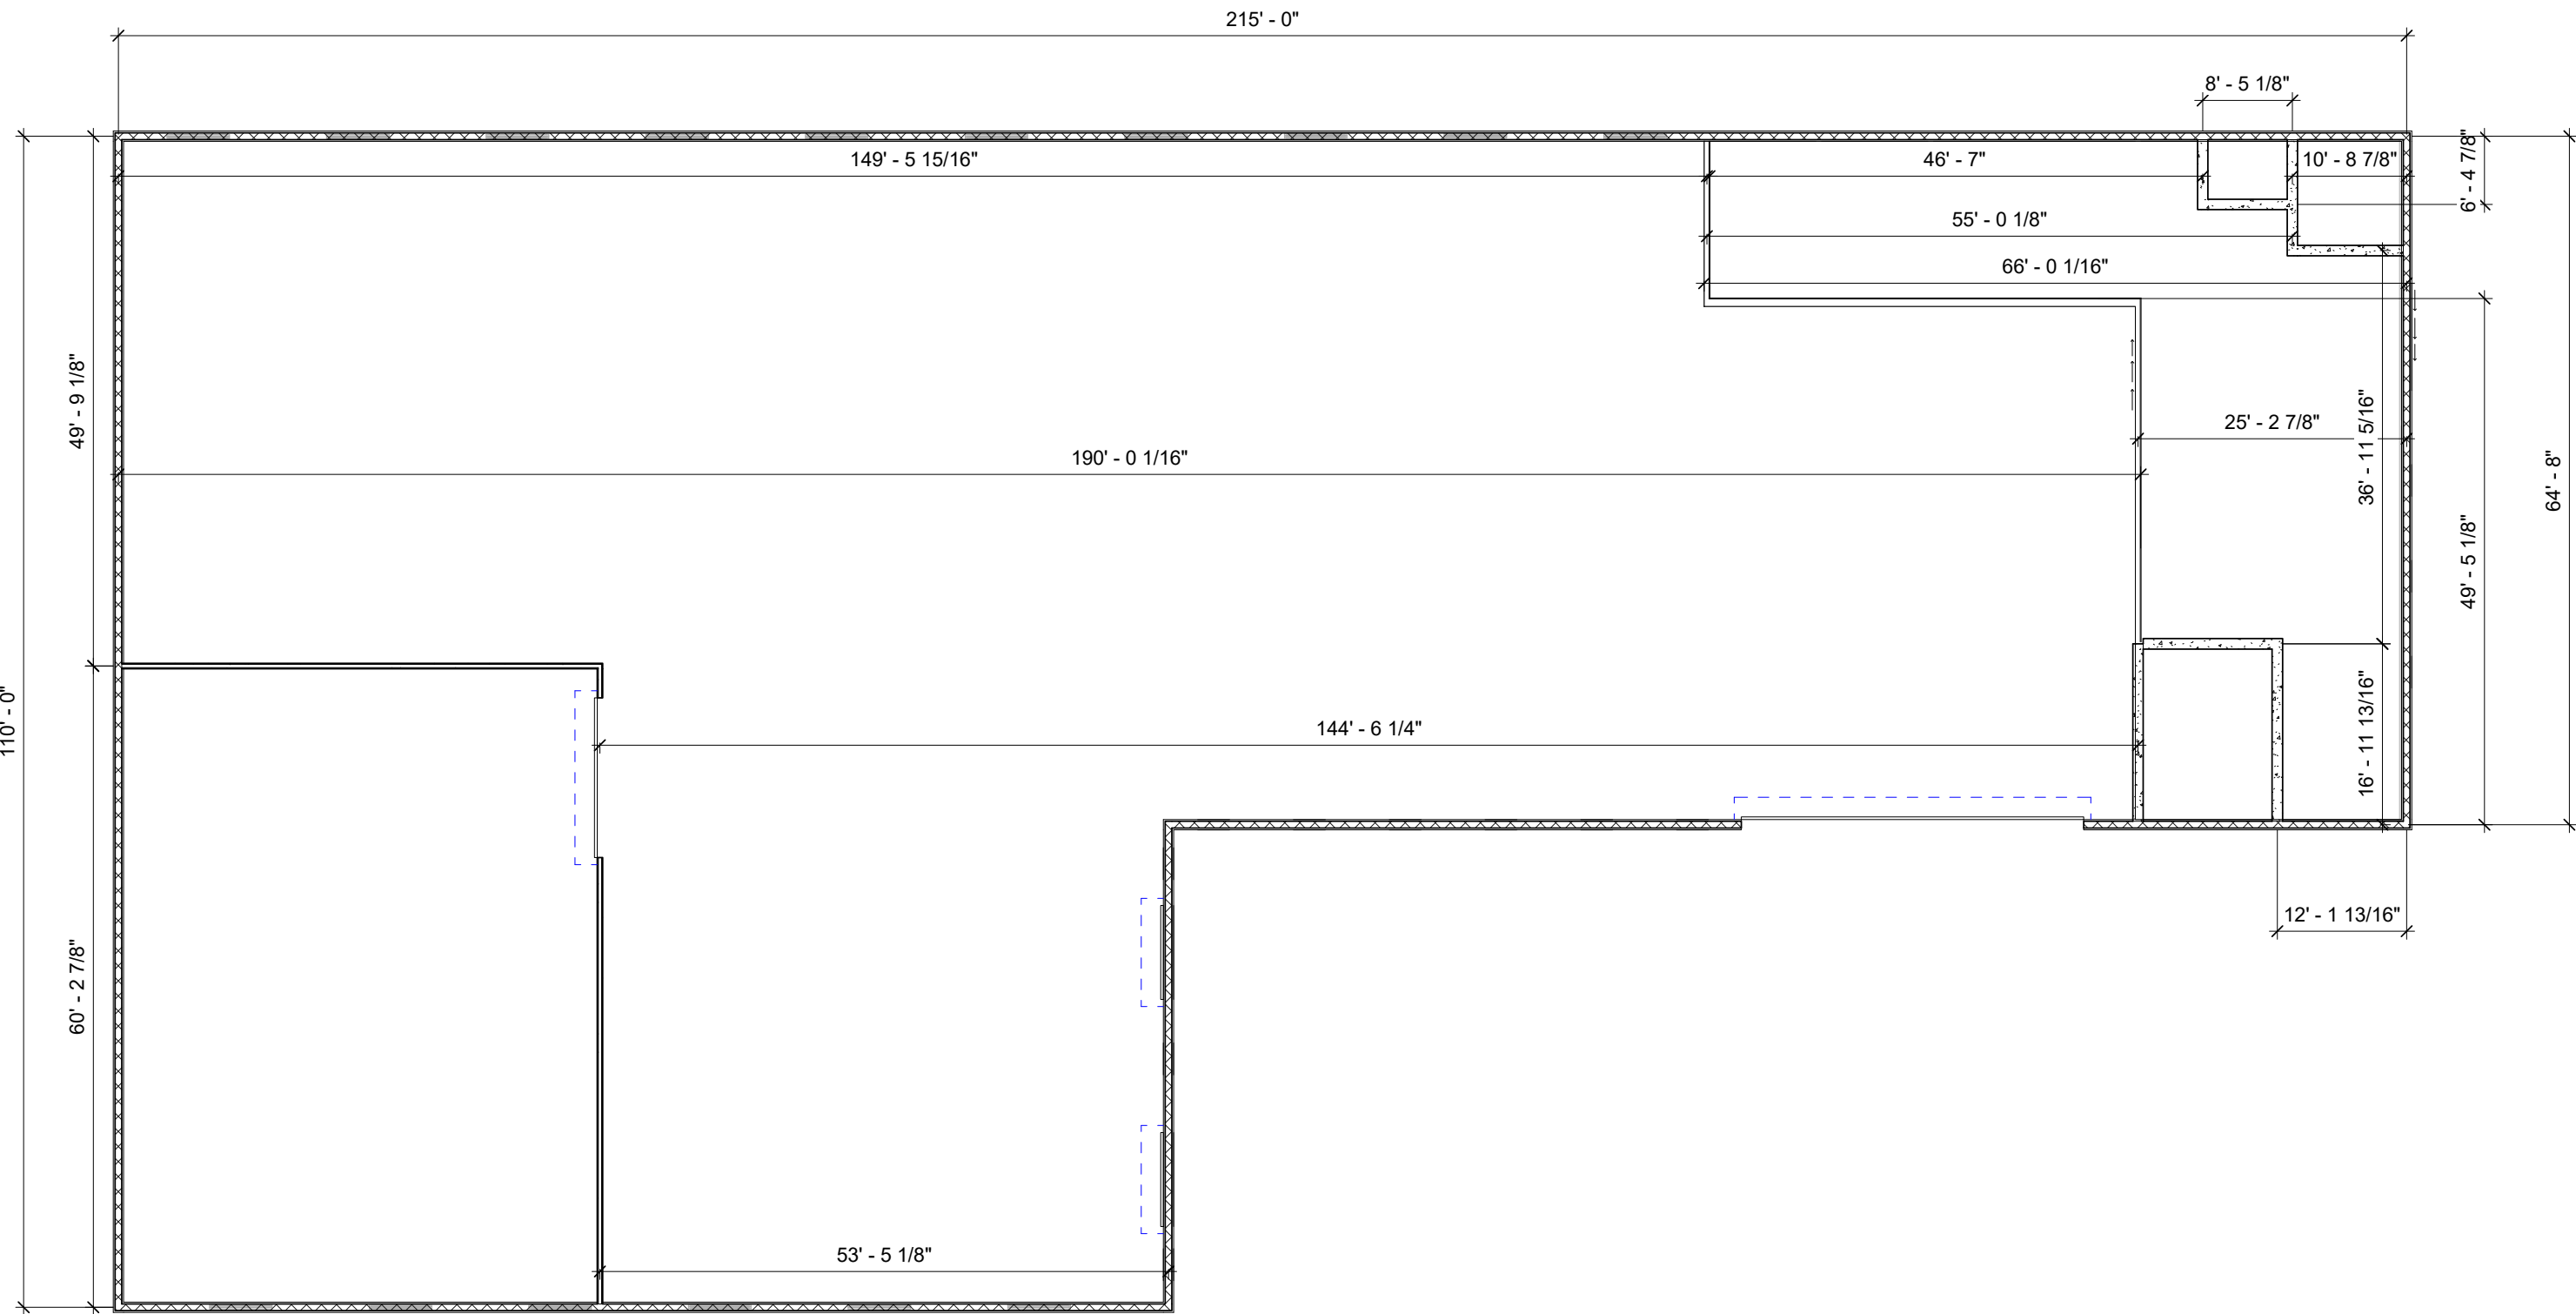 215' - 0"
8' - 5 1/8"
149' - 5 15/16"
46' - 7"
10' - 8 7/8"
6' - 4 7/8"
55' - 0 1/8"
66' - 0 1/16"
49' - 9 1/8"
25' - 2 7/8"
36' - 11 5/16"
190' - 0 1/16"
64' - 8"
49' - 5 1/8"
110' - 0"
144' - 6 1/4"
16' - 11 13/16"
12' - 1 13/16"
60' - 2 7/8"
53' - 5 1/8"